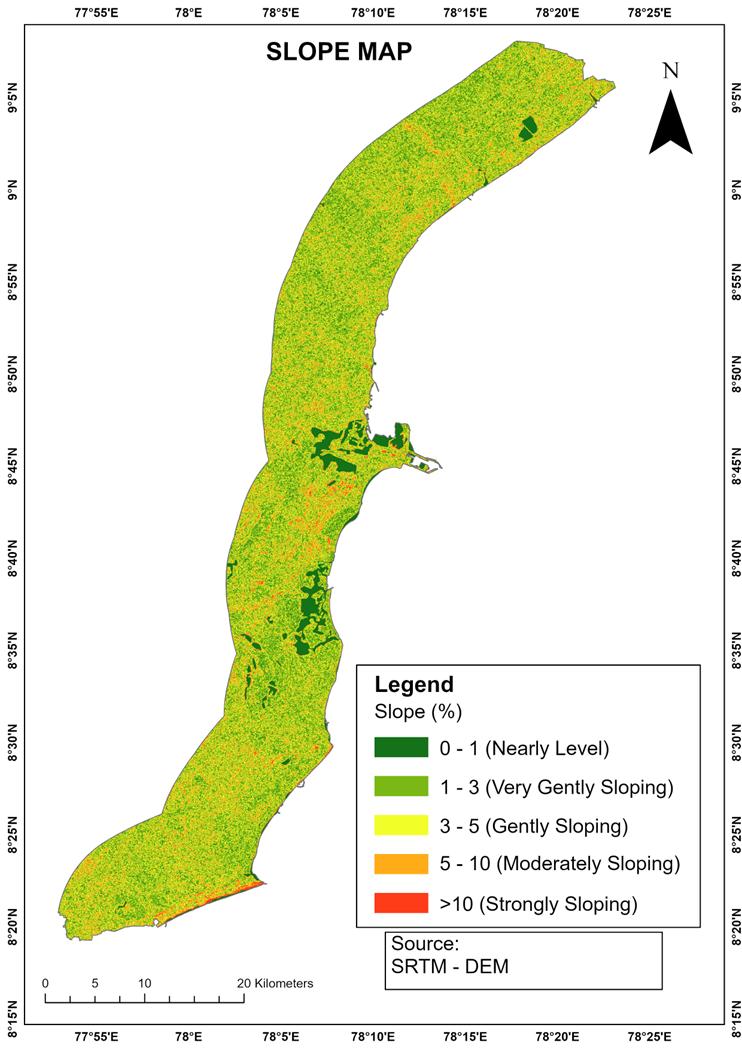 77°55'E 78°E 78°5'E 78°10'E 78°15'E 78°20'E 78°25'E
SLOPE MAP
N
9°5'N 9°5'N
9°N 9°N
8°55'N 8°55'N
8°50'N 8°50'N
8°45'N 8°45'N
8°40'N 8°40'N
8°35'N 8°35'N
8°30'N 8°30'N
8°25'N 8°25'N
8°20'N 8°20'N
8°15'N 8°15'N
Legend
Slope (%)
0 - 1 (Nearly Level)
1 - 3 (Very Gently Sloping)
3 - 5 (Gently Sloping)
5 - 10 (Moderately Sloping)
>10 (Strongly Sloping)
Source:
SRTM - DEM
0 5 10 20 Kilometers
77°55'E 78°E 78°5'E 78°10'E 78°15'E 78°20'E 78°25'E